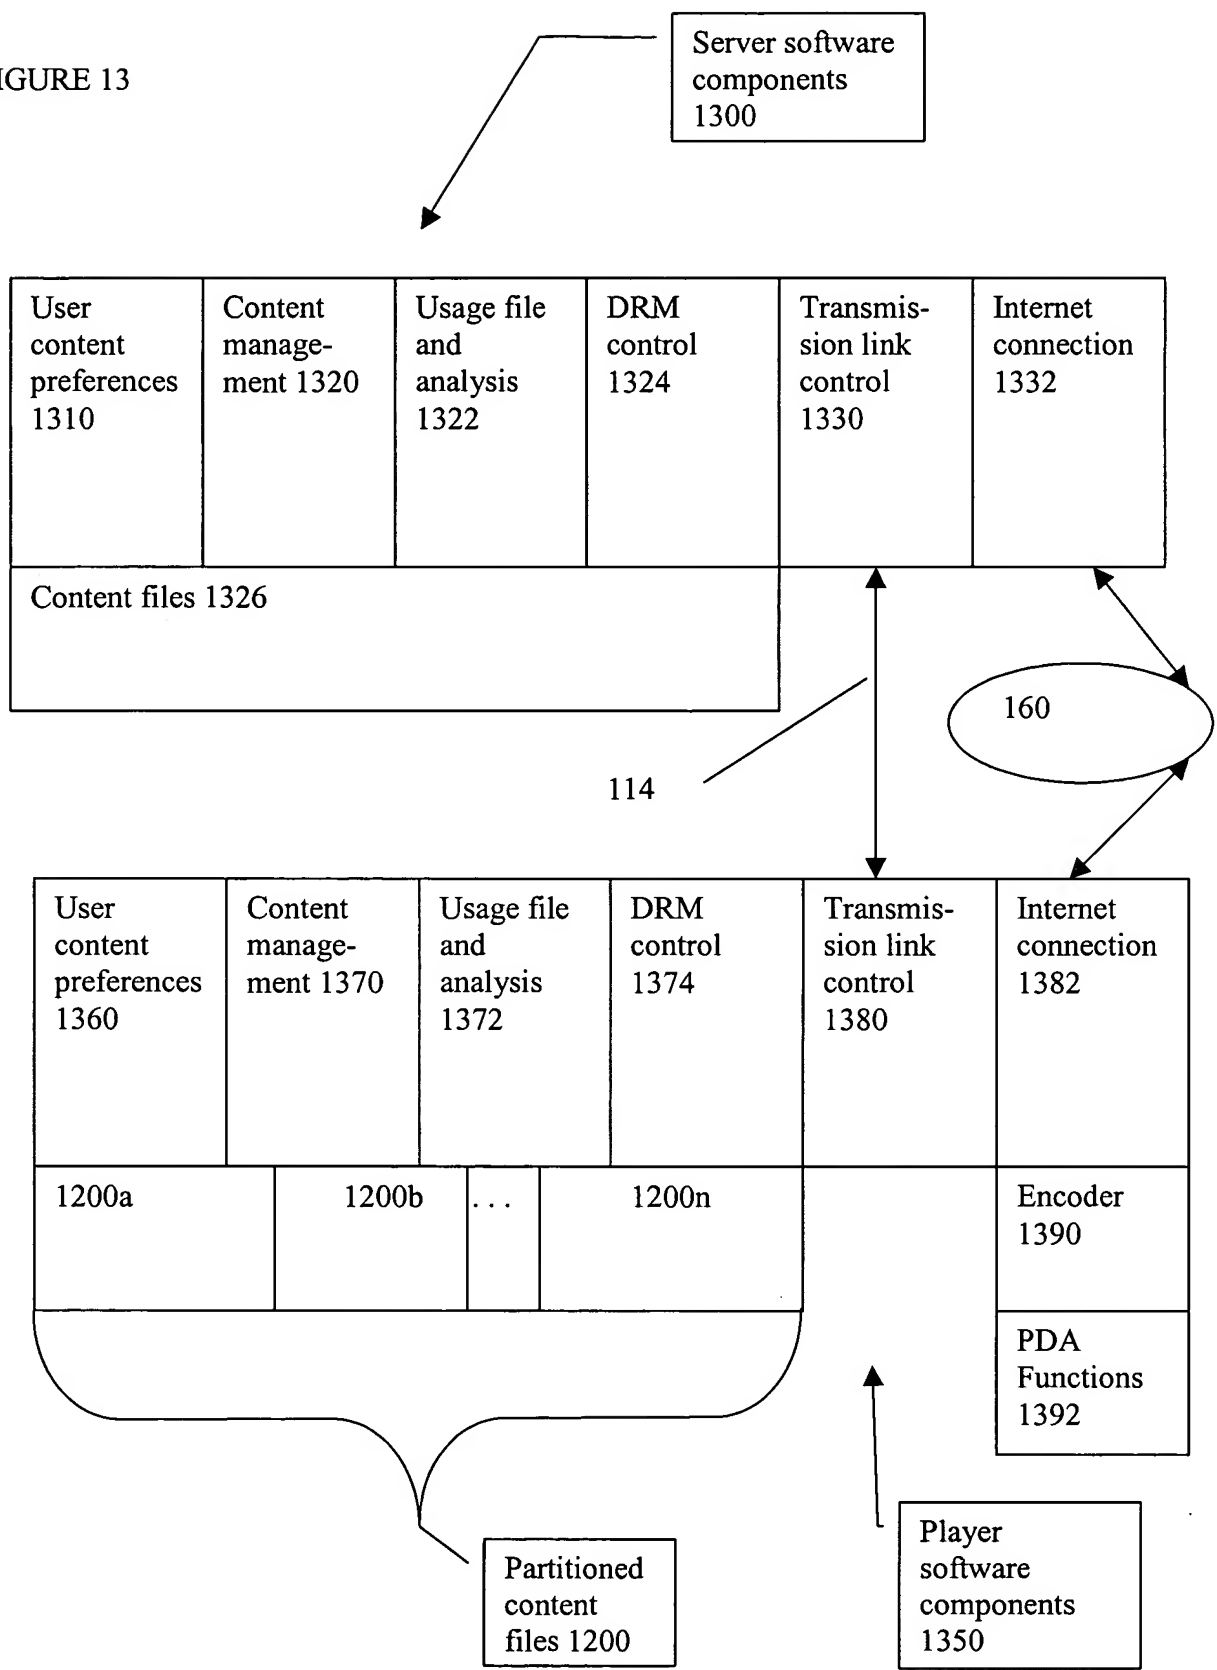 Server software
components
1300
IGURE 13
User
content
preferences
1310
Content
manage-
ment 1320
Usage file
and
analysis
1322
DRM
control
1324
Transmis-
sion link
control
1330
Internet
connection
1332
Content files 1326
160
114
User
content
preferences
1360
Content
manage-
ment 1370
Usage file
and
analysis
1372
DRM
control
1374
Transmis-
sion link
control
1380
Internet
connection
1382
1200a
1200b
...
1200n
Encoder
1390
PDA
Functions
1392
Partitioned
content
files 1200
Player
software
components
1350